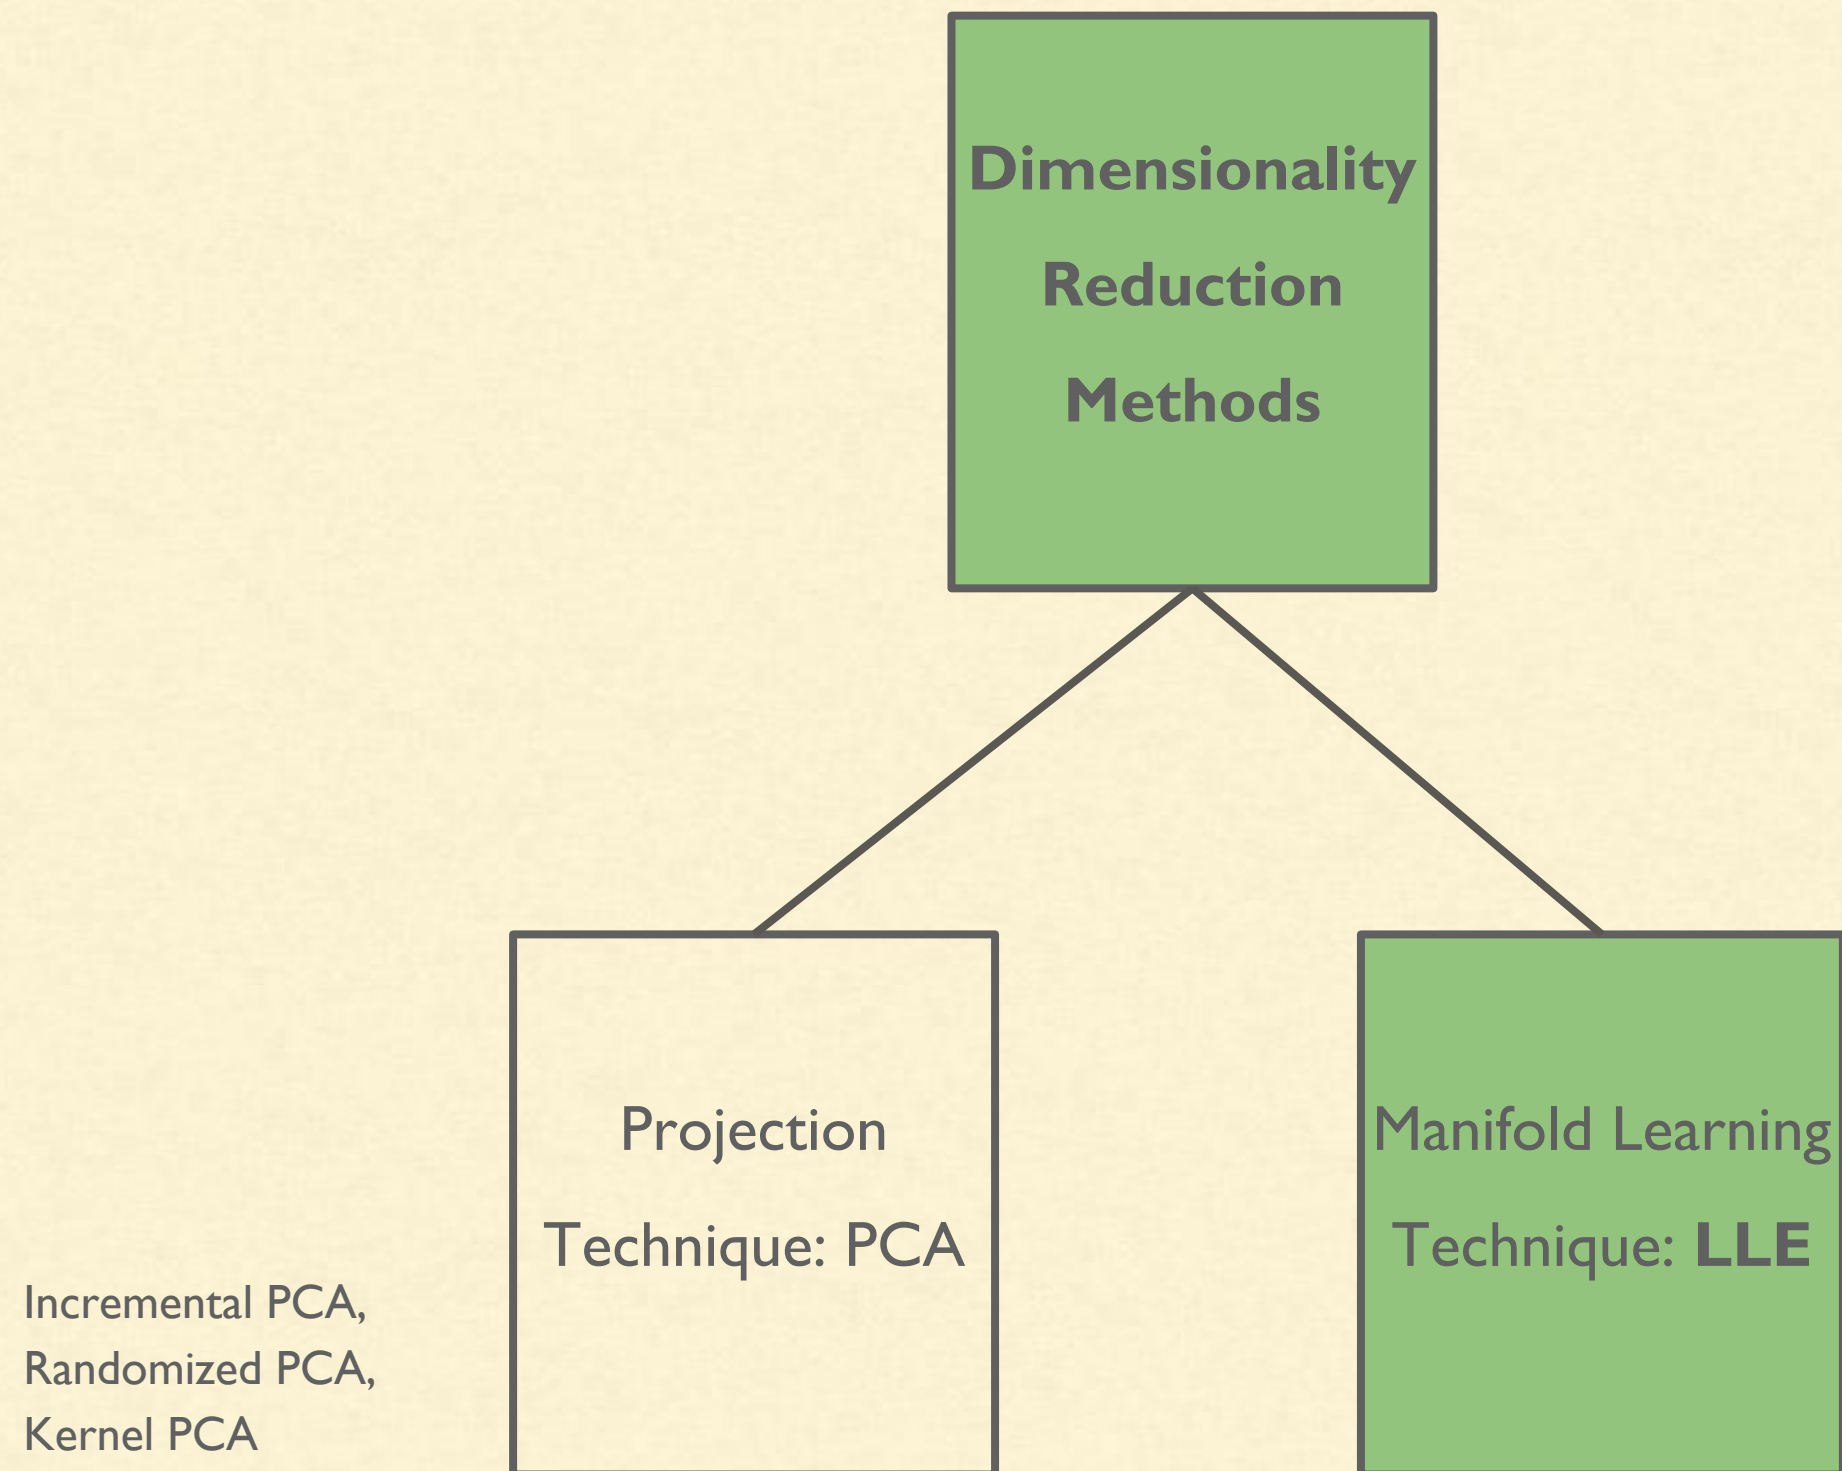 Dimensionality
Reduction
Methods
Projection
Technique: PCA
Manifold Learning
Technique: LLE
Incremental PCA,
Randomized PCA,
Kernel PCA